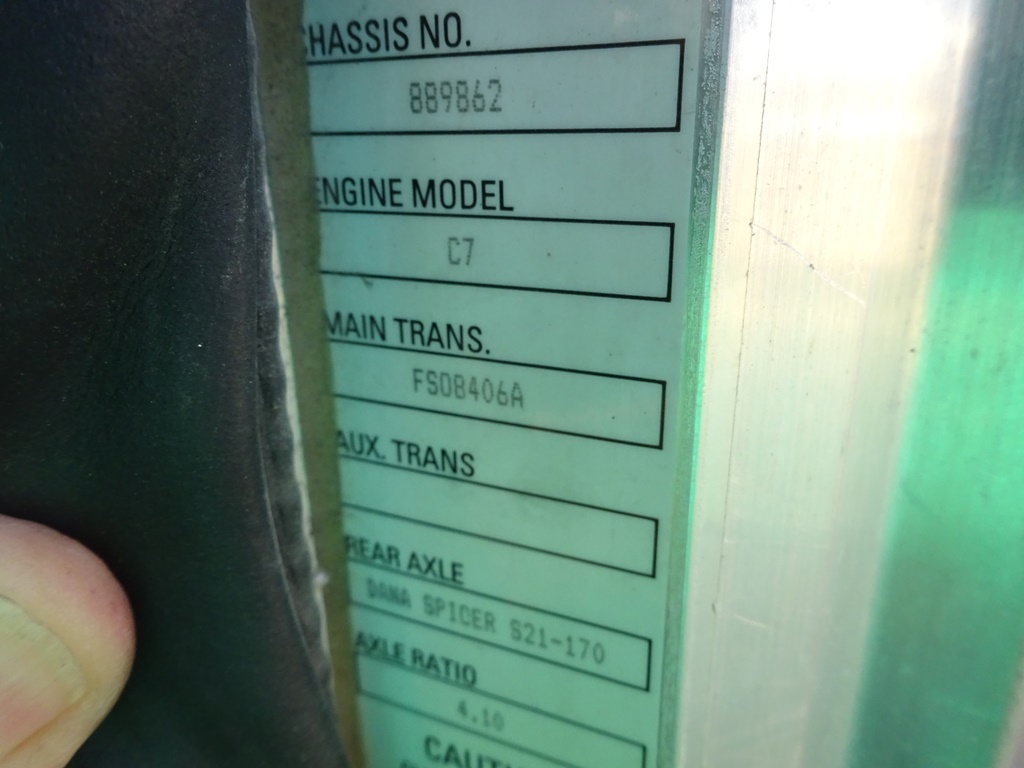 CHASSIS NO.
889862
ENGINE MODEL
C7
MAIN TRANS.
FS08406A
AUX. TRANS
REAR AXLE
DANA SPICER S21-170
AXLE RATIO
4.10